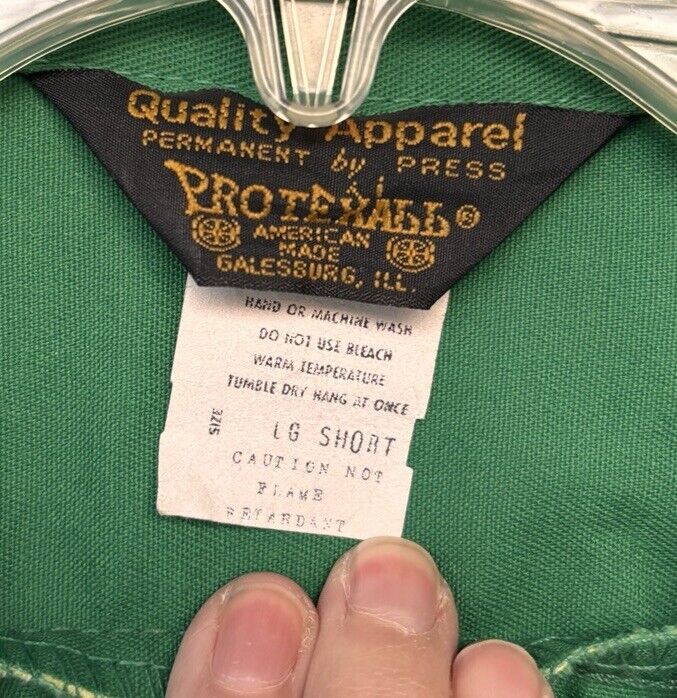 Quality Apparel
PERMANENT by PRESS
PROTEXALL®
AMERICAN
MADE
GALESBURG, ILL.
HAND OR MACHINE WASH
DO NOT USE BLEACH
WARM TEMPERATURE
TUMBLE DRY HANG AT ONCE
3215
LG SHORT
CAUTION NOT
FLAME
RETARDANT